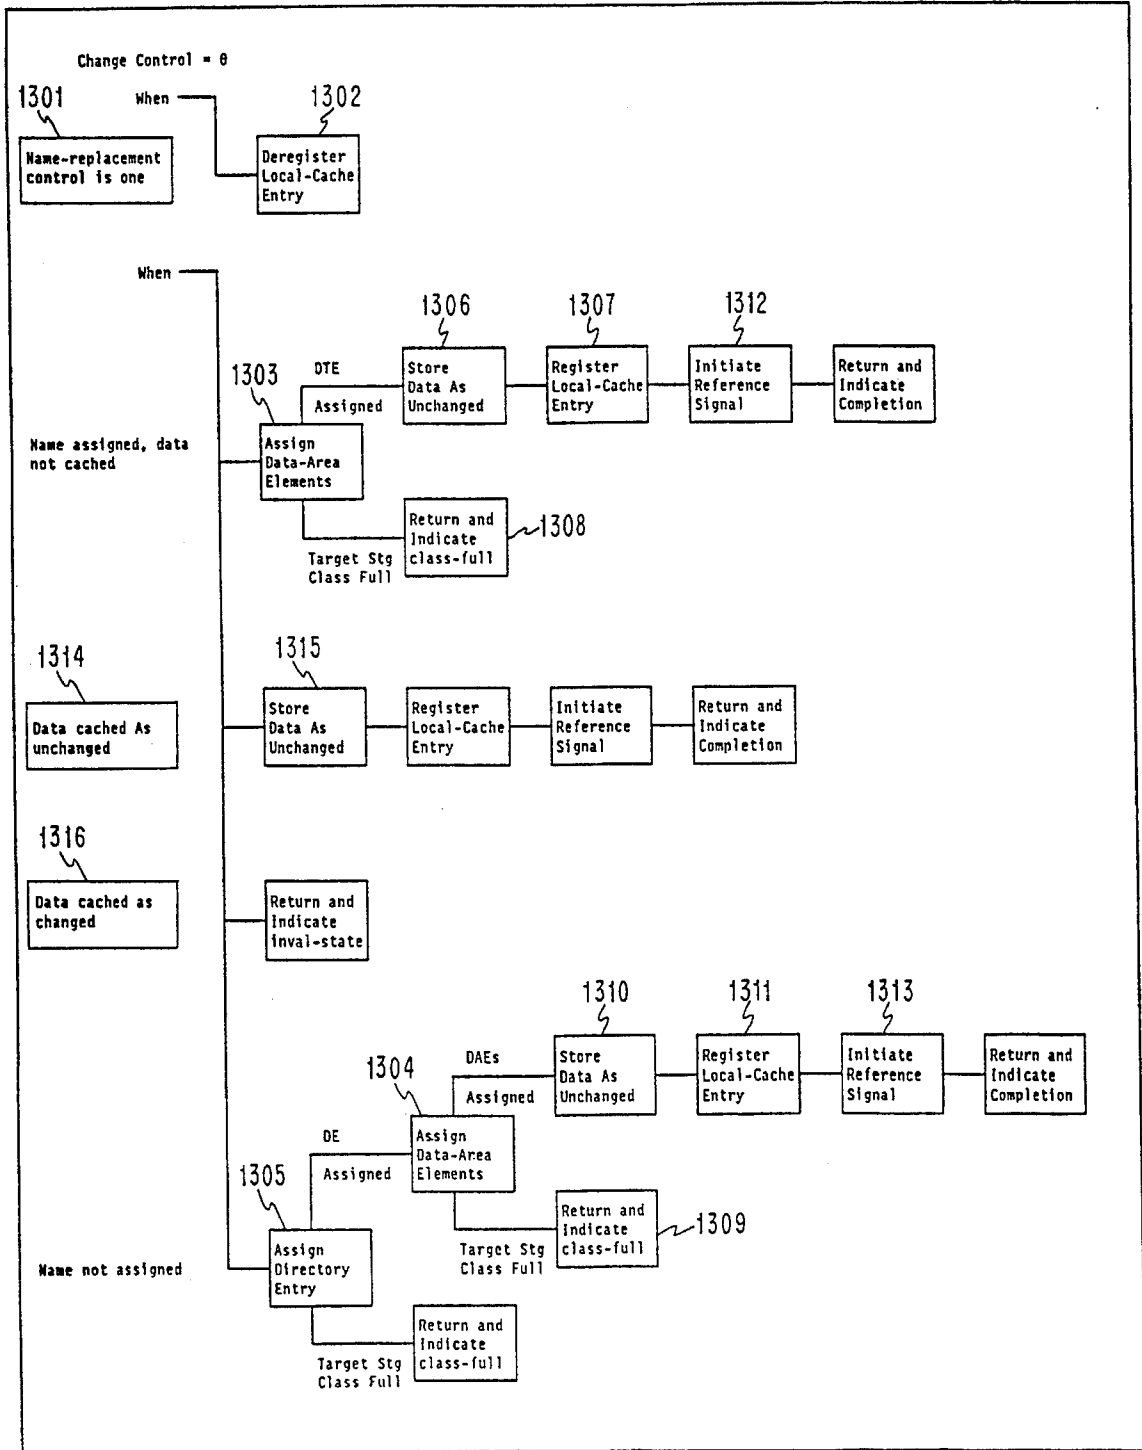 Change Control = 0
1301
When
1302
Name-replacement
control is one
Deregister
Local-Cache
Entry
When
1306
1307
1312
1303
DTE
Assigned
Store
Data As
Unchanged
Register
Local-Cache
Entry
Initiate
Reference
Signal
Return and
Indicate
Completion
Name assigned, data
not cached
Assign
Data-Area
Elements
Target Stg
Class Full
Return and
Indicate
class-full
1308
1314
1315
Data cached As
unchanged
Store
Data As
Unchanged
Register
Local-Cache
Entry
Initiate
Reference
Signal
Return and
Indicate
Completion
1316
Data cached as
changed
Return and
Indicate
inval-state
1310
1311
1313
1304
DAEs
Assigned
Store
Data As
Unchanged
Register
Local-Cache
Entry
Initiate
Reference
Signal
Return and
Indicate
Completion
1305
DE
Assigned
Assign
Data-Area
Elements
Target Stg
Class Full
Return and
Indicate
class-full
1309
Name not assigned
Assign
Directory
Entry
Target Stg
Class Full
Return and
Indicate
class-full